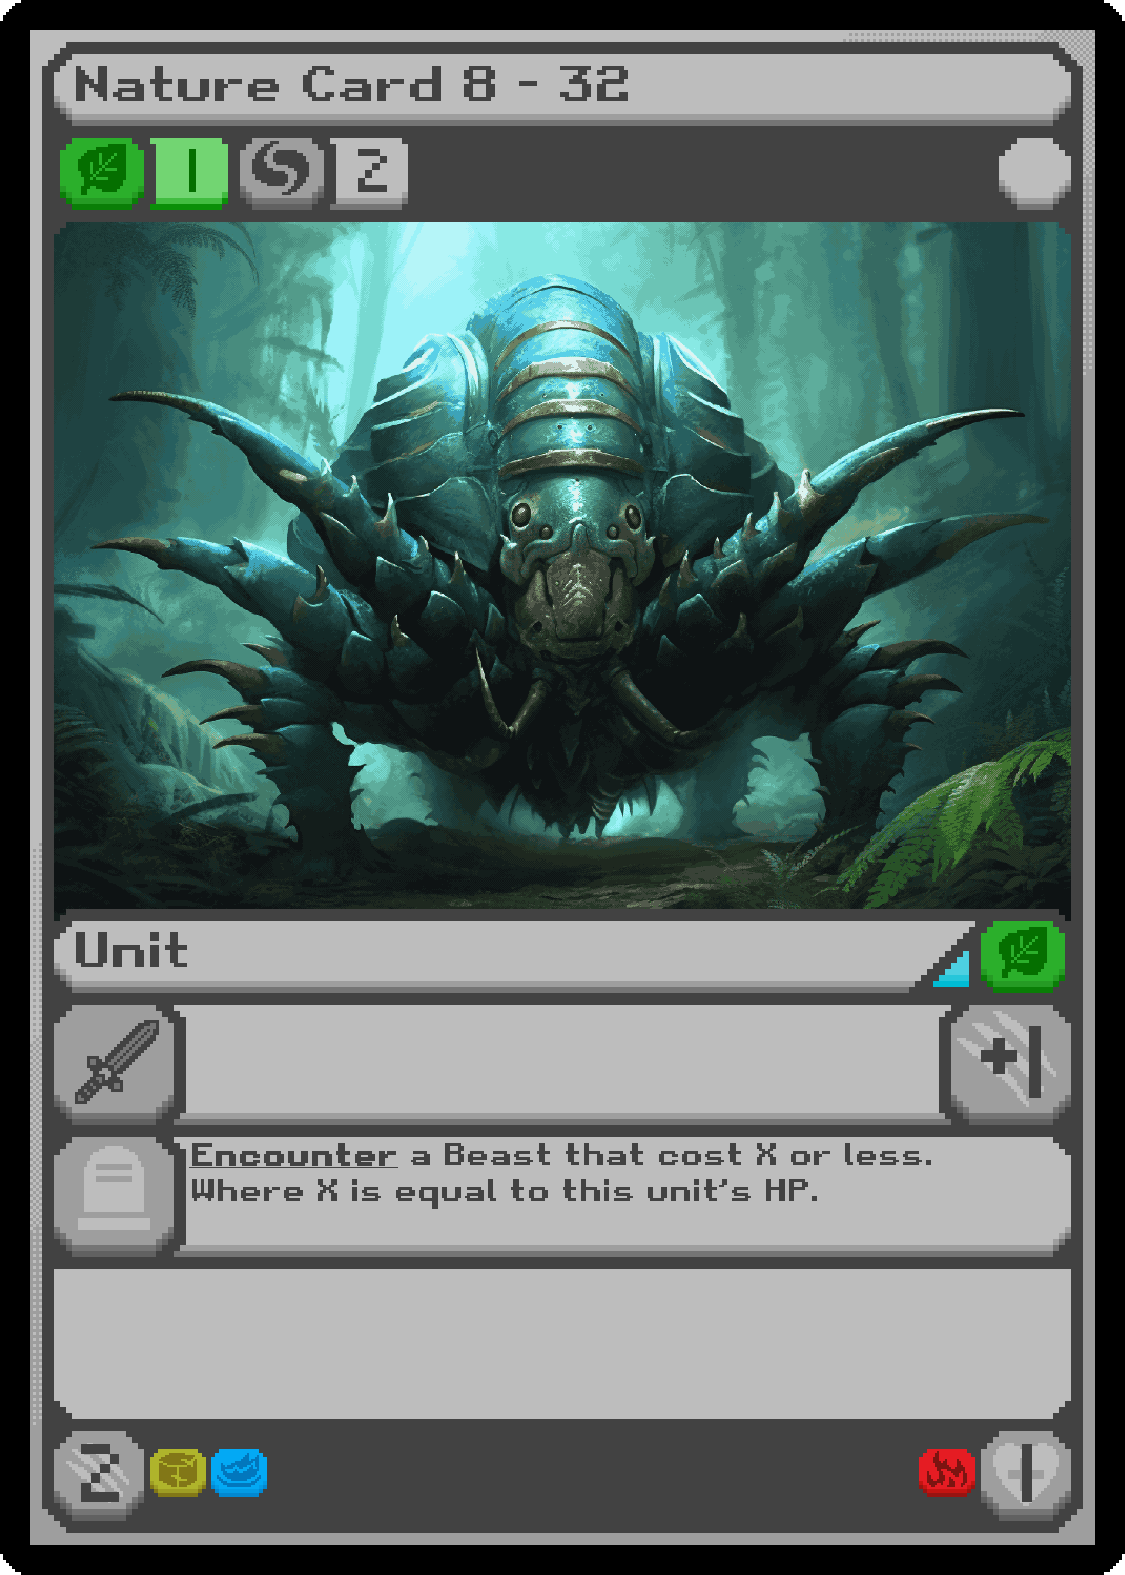 Nature Card 8 - 32
1 2
Unit
+1
Encounter a Beast that cost X or less.
Where X is equal to this unit's HP.
2 1